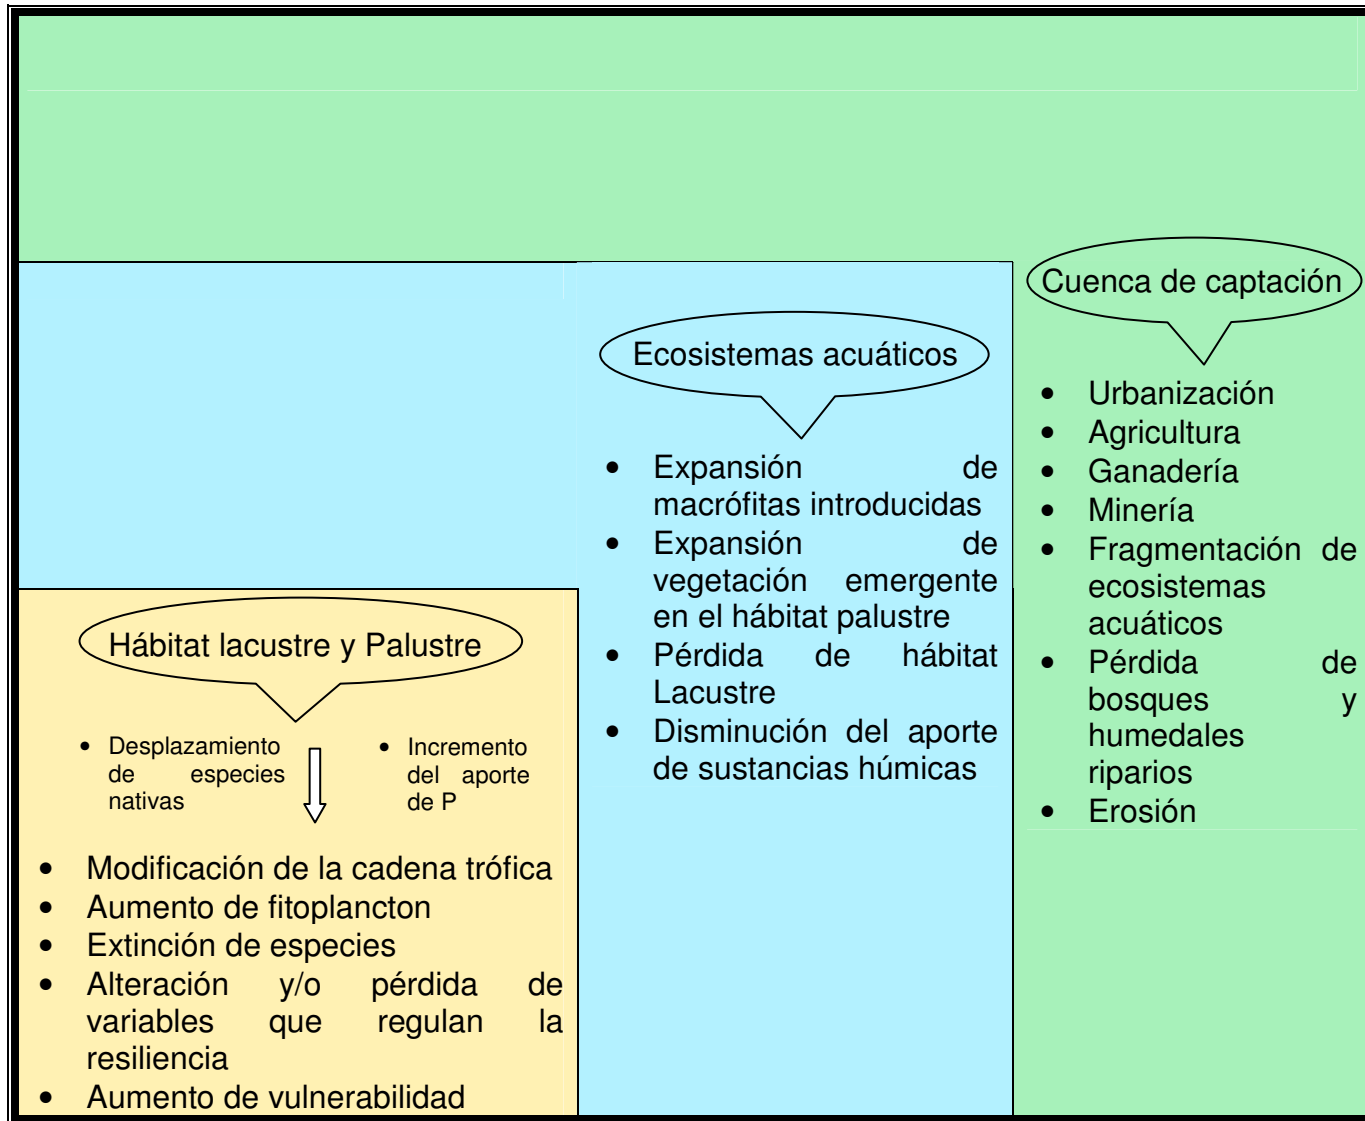 Cuenca de captación
• Urbanización
• Agricultura
• Ganadería
• Minería
• Fragmentación de
ecosistemas
acuáticos
• Pérdida de
bosques y
humedales
riparios
• Erosión
Ecosistemas acuáticos
• Expansión de
macrófitas introducidas
• Expansión de
vegetación emergente
en el hábitat palustre
• Pérdida de hábitat
Lacustre
• Disminución del aporte
de sustancias húmicas
Hábitat lacustre y Palustre
• Desplazamiento
de especies
nativas
• Incremento
del aporte
de P
• Modificación de la cadena trófica
• Aumento de fitoplancton
• Extinción de especies
• Alteración y/o pérdida de
variables que regulan la
resiliencia
• Aumento de vulnerabilidad